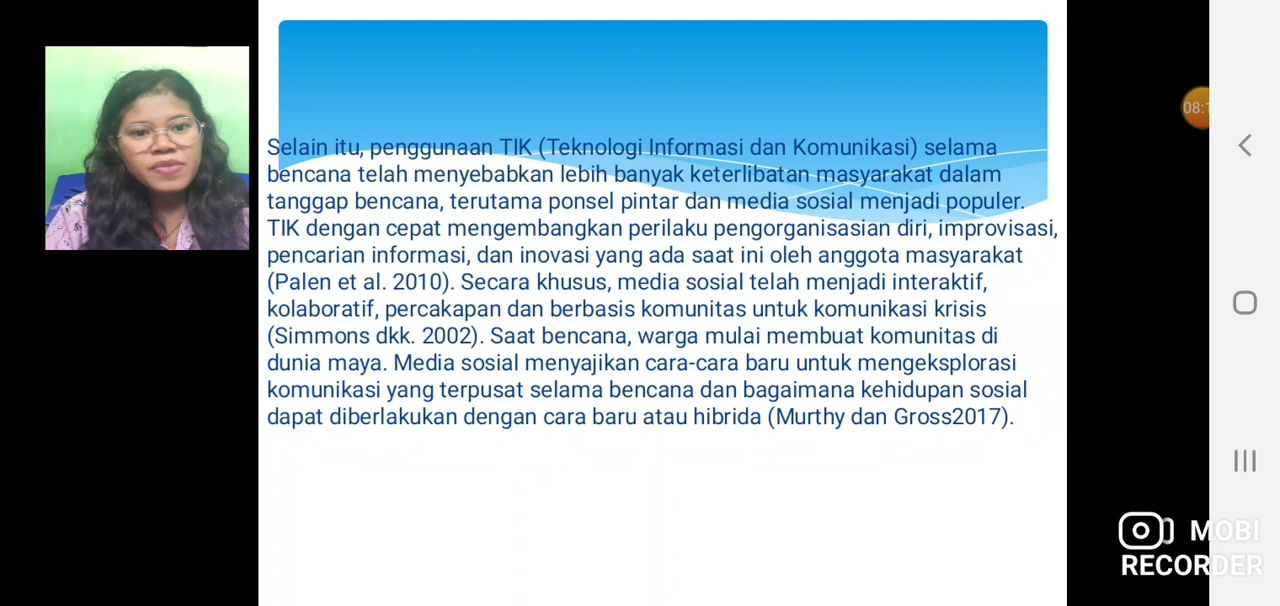 Selain itu, penggunaan TIK (Teknologi Informasi dan Komunikasi) selama
bencana telah menyebabkan lebih banyak keterlibatan masyarakat dalam
tanggap bencana, terutama ponsel pintar dan media sosial menjadi populer.
TIK dengan cepat mengembangkan perilaku pengorganisasian diri, improvisasi,
pencarian informasi, dan inovasi yang ada saat ini oleh anggota masyarakat
(Palen et al. 2010). Secara khusus, media sosial telah menjadi interaktif,
kolaboratif, percakapan dan berbasis komunitas untuk komunikasi krisis
(Simmons dkk. 2002). Saat bencana, warga mulai membuat komunitas di
dunia maya. Media sosial menyajikan cara-cara baru untuk mengeksplorasi
komunikasi yang terpusat selama bencana dan bagaimana kehidupan sosial
dapat diberlakukan dengan cara baru atau hibrida (Murthy dan Gross2017).
MOBI
RECORDER